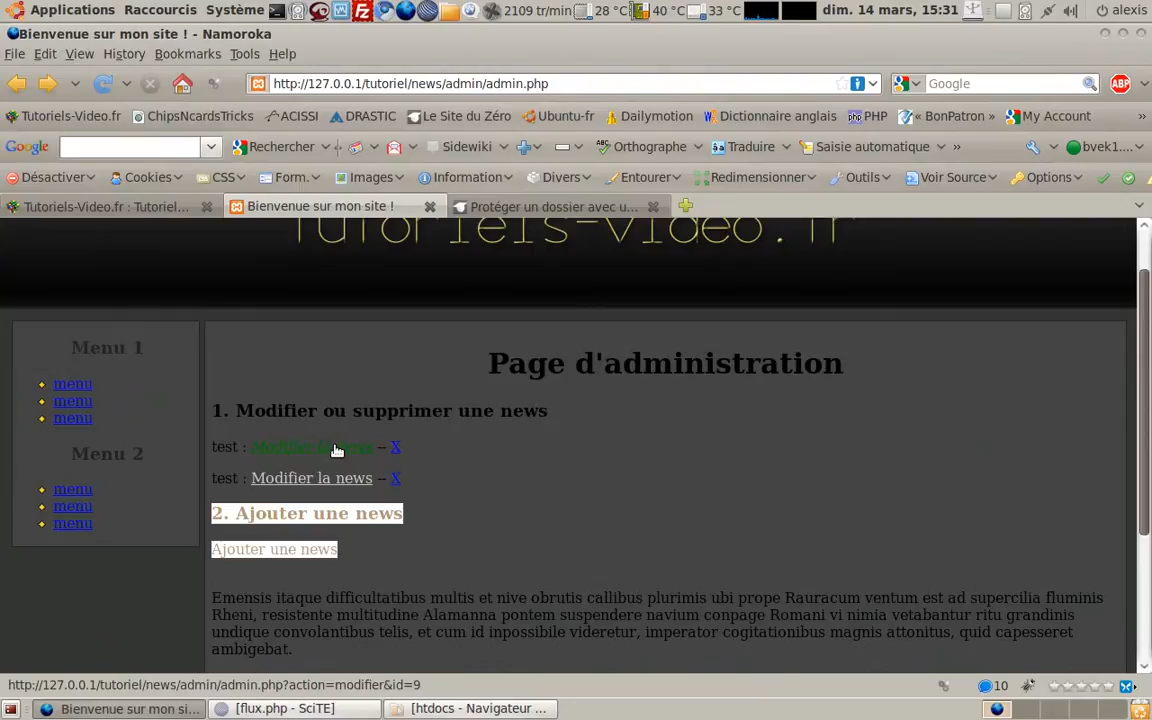 Applications Raccourcis Système 2109 tr/min 28 °C 40 °C 33 °C dim. 14 mars, 15:31 alexis
Bienvenue sur mon site ! - Namoroka
File Edit View History Bookmarks Tools Help
http://127.0.0.1/tutoriel/news/admin/admin.php Google ABP
Tutoriels-Video.fr ChipsNcardsTricks ACISSI DRASTIC Le Site du Zéro Ubuntu-fr Dailymotion Dictionnaire anglais php PHP « BonPatron » My Account »
Google Rechercher Sidewiki Orthographe Traduire Saisie automatique » bvek1....
Désactiver Cookies CSS Form. Images Information Divers Entourer Redimensionner Outils Voir Source Options
Tutoriels-Video.fr : Tutoriel... Bienvenue sur mon site ! Protéger un dossier avec u...
Tutoriels-video.fr
Menu 1
menu
menu
menu
Menu 2
menu
menu
menu
Page d'administration
1. Modifier ou supprimer une news
test : Modifier la news -- X
test : Modifier la news -- X
2. Ajouter une news
Ajouter une news
Emensis itaque difficultatibus multis et nive obrutis callibus plurimis ubi prope Rauracum ventum est ad supercilia fluminis
Rheni, resistente multitudine Alamanna pontem suspendere navium conpage Romani vi nimia vetabantur ritu grandinis
undique convolantibus telis, et cum id inpossibile videretur, imperator cogitationibus magnis attonitus, quid capesseret
ambigebat.
http://127.0.0.1/tutoriel/news/admin/admin.php?action=modifier&id=9 10
Bienvenue sur mon si... [flux.php - SciTE] [htdocs - Navigateur ...